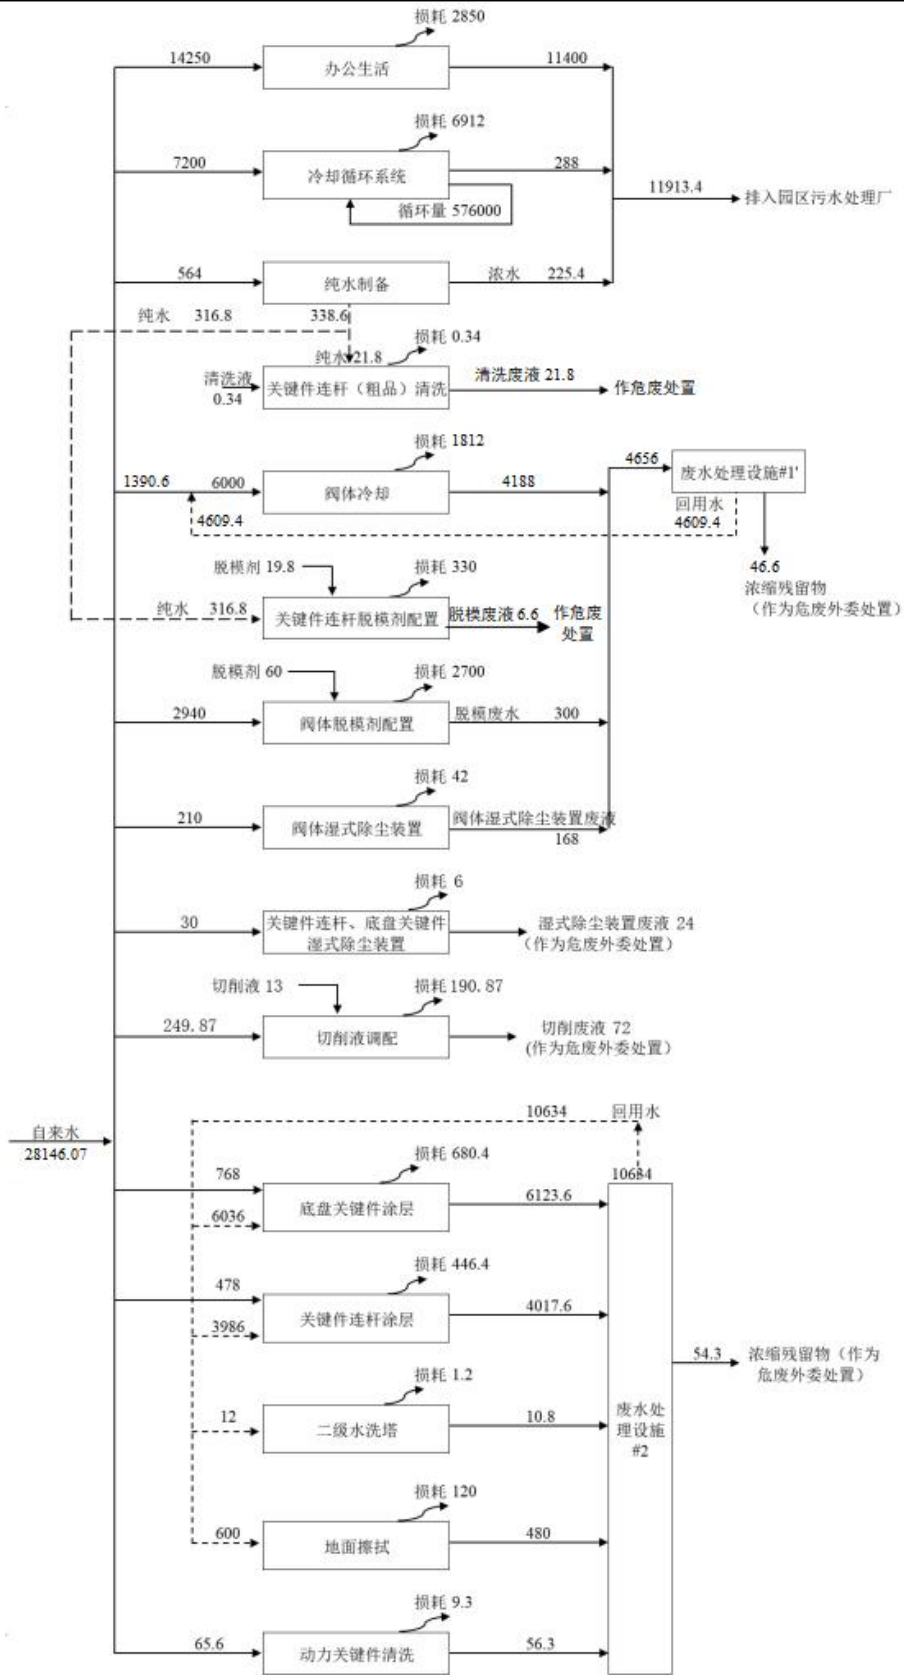 损耗 2850
14250
办公生活
11400
损耗 6912
7200
冷却循环系统
288
循环量 576000
11913.4
排入园区污水处理厂
564
纯水制备
浓水 225.4
纯水 316.8
338.6
损耗 0.34
纯水21.8
清洗液
0.34
关键件连杆（粗品）清洗
清洗废液 21.8
作危废处置
损耗 1812
1390.6
6000
阀体冷却
4188
4656
废水处理设施#1'
回用水
4609.4
4609.4
46.6
浓缩残留物
（作为危废外委处置）
脱模剂 19.8
损耗 330
纯水 316.8
关键件连杆脱模剂配置
脱模废液 6.6
作危废
处置
脱模剂 60
损耗 2700
2940
阀体脱模剂配置
脱模废水 300
损耗 42
210
阀体湿式除尘装置
阀体湿式除尘装置废液
168
损耗 6
30
关键件连杆、底盘关键件
湿式除尘装置
湿式除尘装置废液 24
（作为危废外委处置）
切削液 13
损耗 190.87
249.87
切削液调配
切削废液 72
(作为危废外委处置）
自来水
28146.07
10634
回用水
10634
损耗 680.4
768
6036
底盘关键件涂层
6123.6
损耗 446.4
478
3986
关键件连杆涂层
4017.6
54.3
浓缩残留物（作为
危废外委处置）
损耗 1.2
12
二级水洗塔
10.8
废水处
理设施
#2
损耗 120
600
地面擦拭
480
损耗 9.3
65.6
动力关键件清洗
56.3